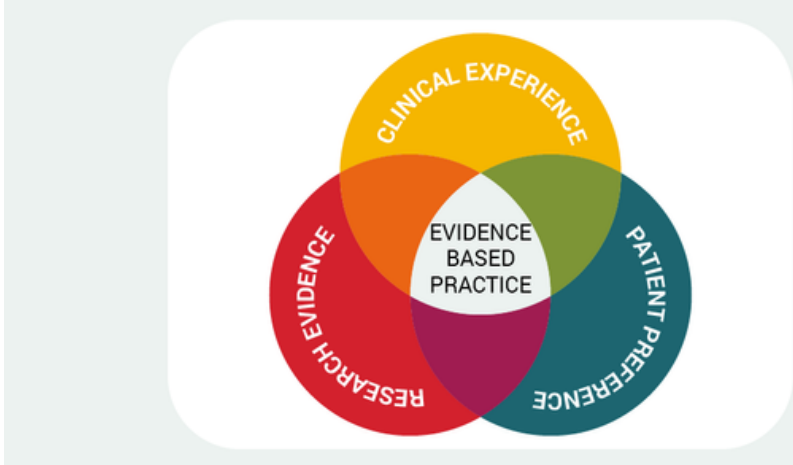 CLINICAL EXPERIENCE
EVIDENCE
BASED
PRACTICE
RESEARCH EVIDENCE
PATIENT PREFERENCE